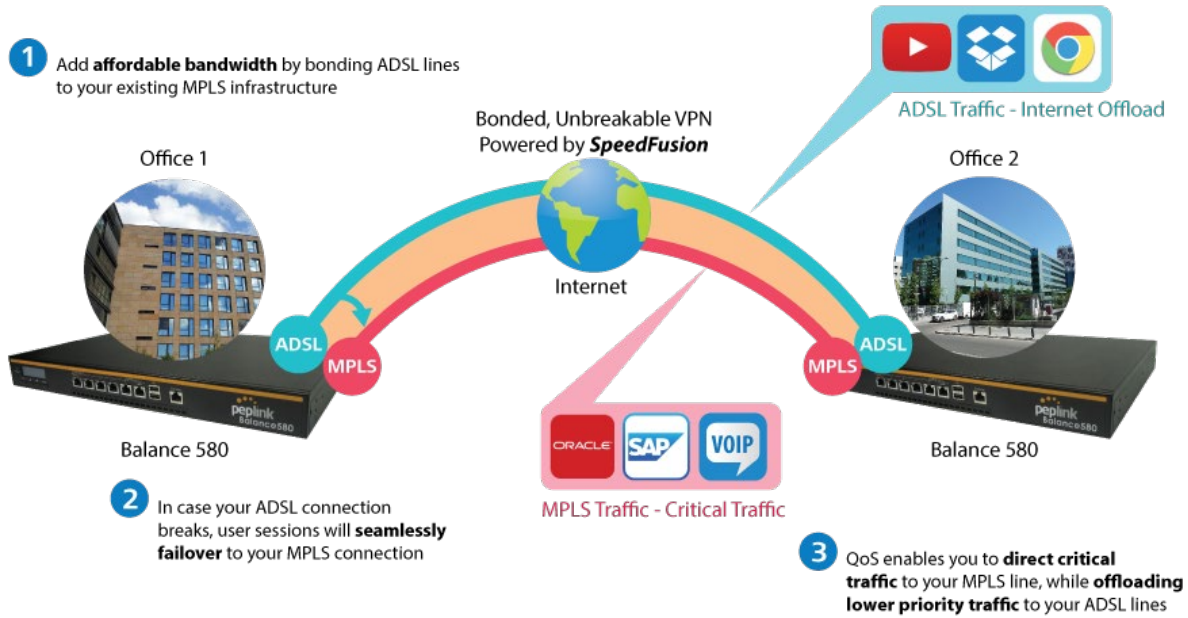 1
Add affordable bandwidth by bonding ADSL lines
to your existing MPLS infrastructure
ADSL Traffic - Internet Offload
Bonded, Unbreakable VPN
Powered by SpeedFusion
Office 1
Office 2
Internet
ADSL
MPLS
MPLS
ADSL
peplink
Balance580
peplink
Balance580
Balance 580
Balance 580
ORACLE
SAP
VOIP
MPLS Traffic - Critical Traffic
2
In case your ADSL connection
breaks, user sessions will seamlessly
failover to your MPLS connection
3
QoS enables you to direct critical
traffic to your MPLS line, while offloading
lower priority traffic to your ADSL lines